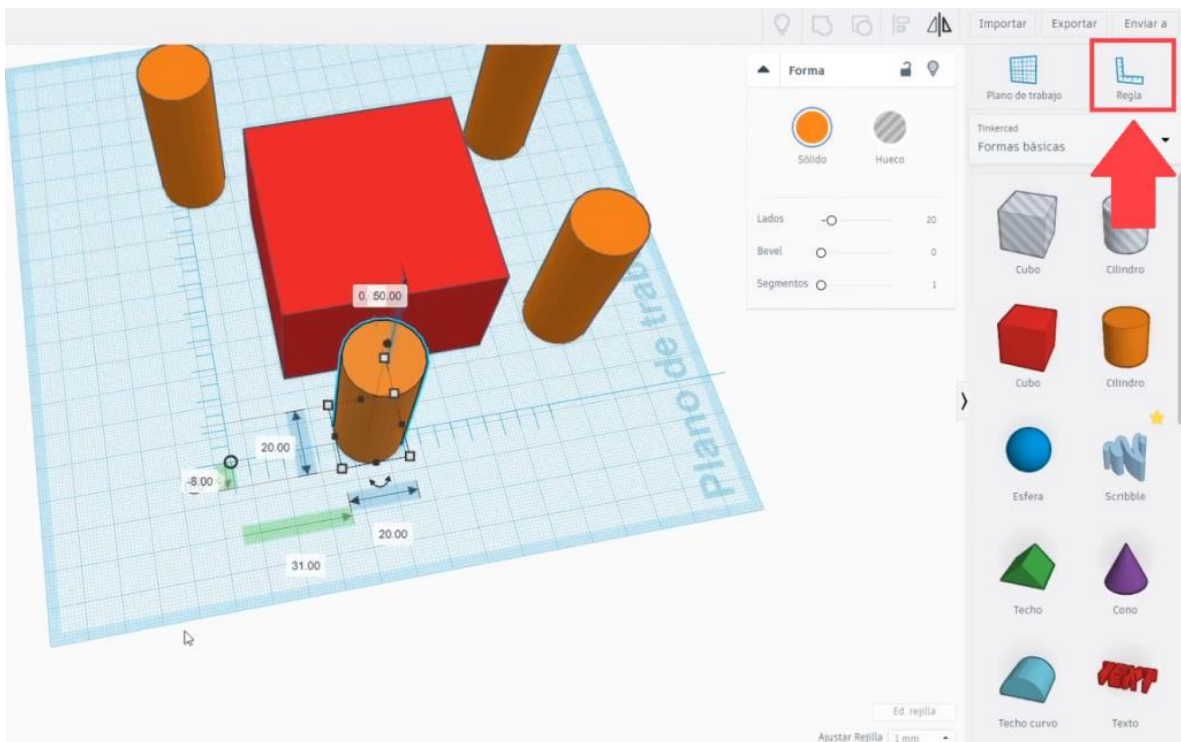 Importar Exportar Enviar a
Plano de trabajo
Regla
Tinkercad
Formas básicas
Forma
Sólido
Hueco
Lados 20
Bevel 0
Segmentos 1
Cubo
Cilindro
Cubo
Cilindro
Esfera
Scribble
Techo
Cono
Techo curvo
Texto
TEXT
Plano de trab
0. 50.00
20.00
-8.00
20.00
31.00
Ed. rejilla
Ajustar Rejilla 1 mm